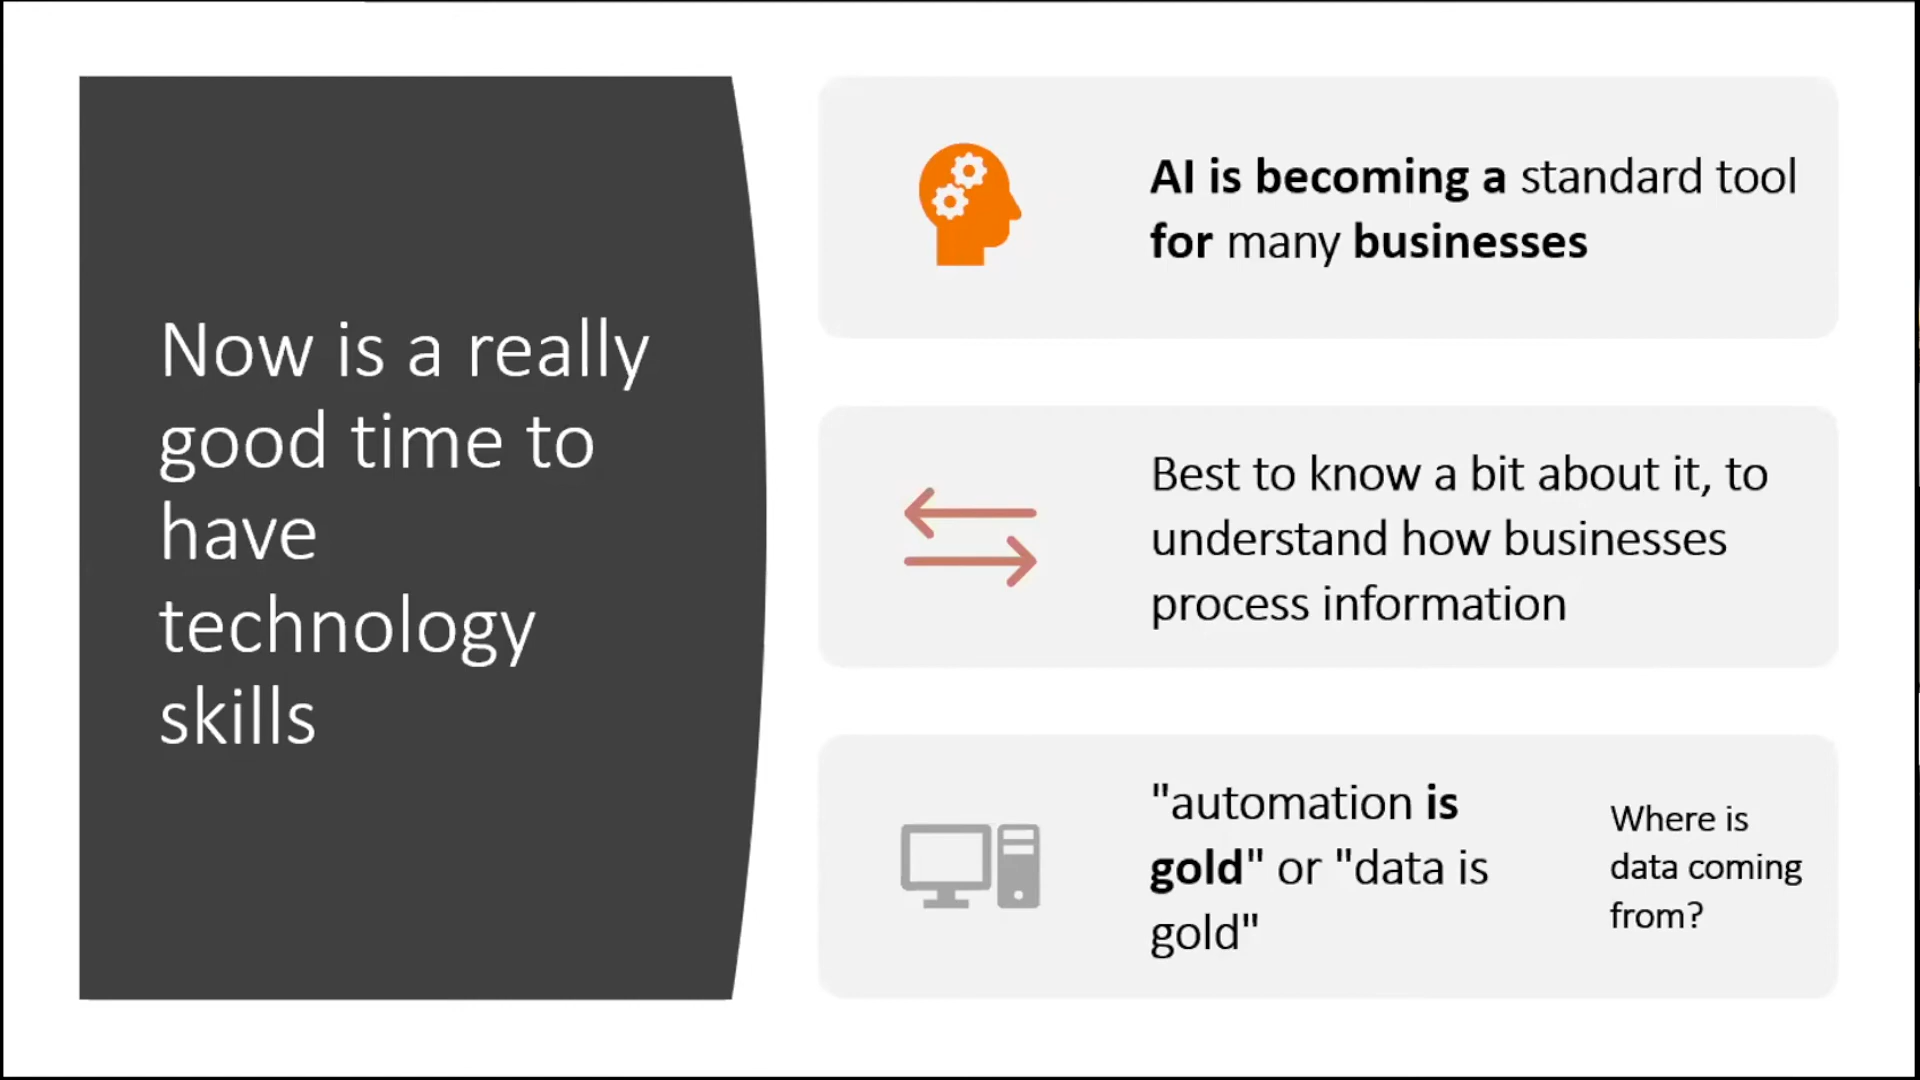 Now is a really
good time to
have
technology
skills
AI is becoming a standard tool
for many businesses
Best to know a bit about it, to
understand how businesses
process information
"automation is
gold" or "data is
gold"
Where is
data coming
from?